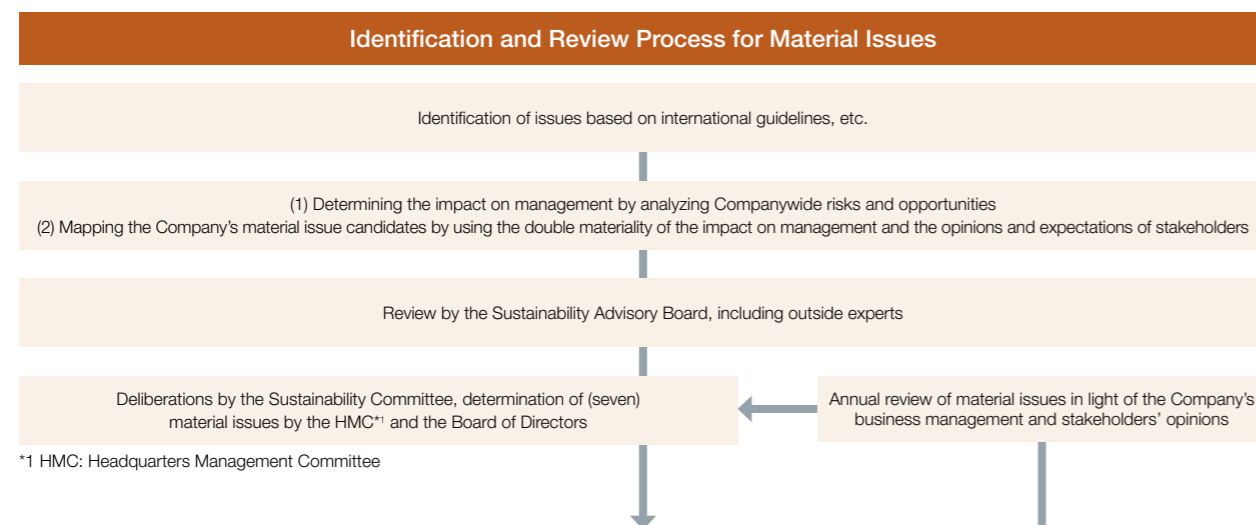 Identification and Review Process for Material Issues
Identification of issues based on international guidelines, etc.
(1) Determining the impact on management by analyzing Companywide risks and opportunities
(2) Mapping the Company's material issue candidates by using the double materiality of the impact on management and the opinions and expectations of stakeholders
Review by the Sustainability Advisory Board, including outside experts
Deliberations by the Sustainability Committee, determination of (seven)
material issues by the HMC*1 and the Board of Directors
Annual review of material issues in light of the Company's
business management and stakeholders' opinions
*1 HMC: Headquarters Management Committee